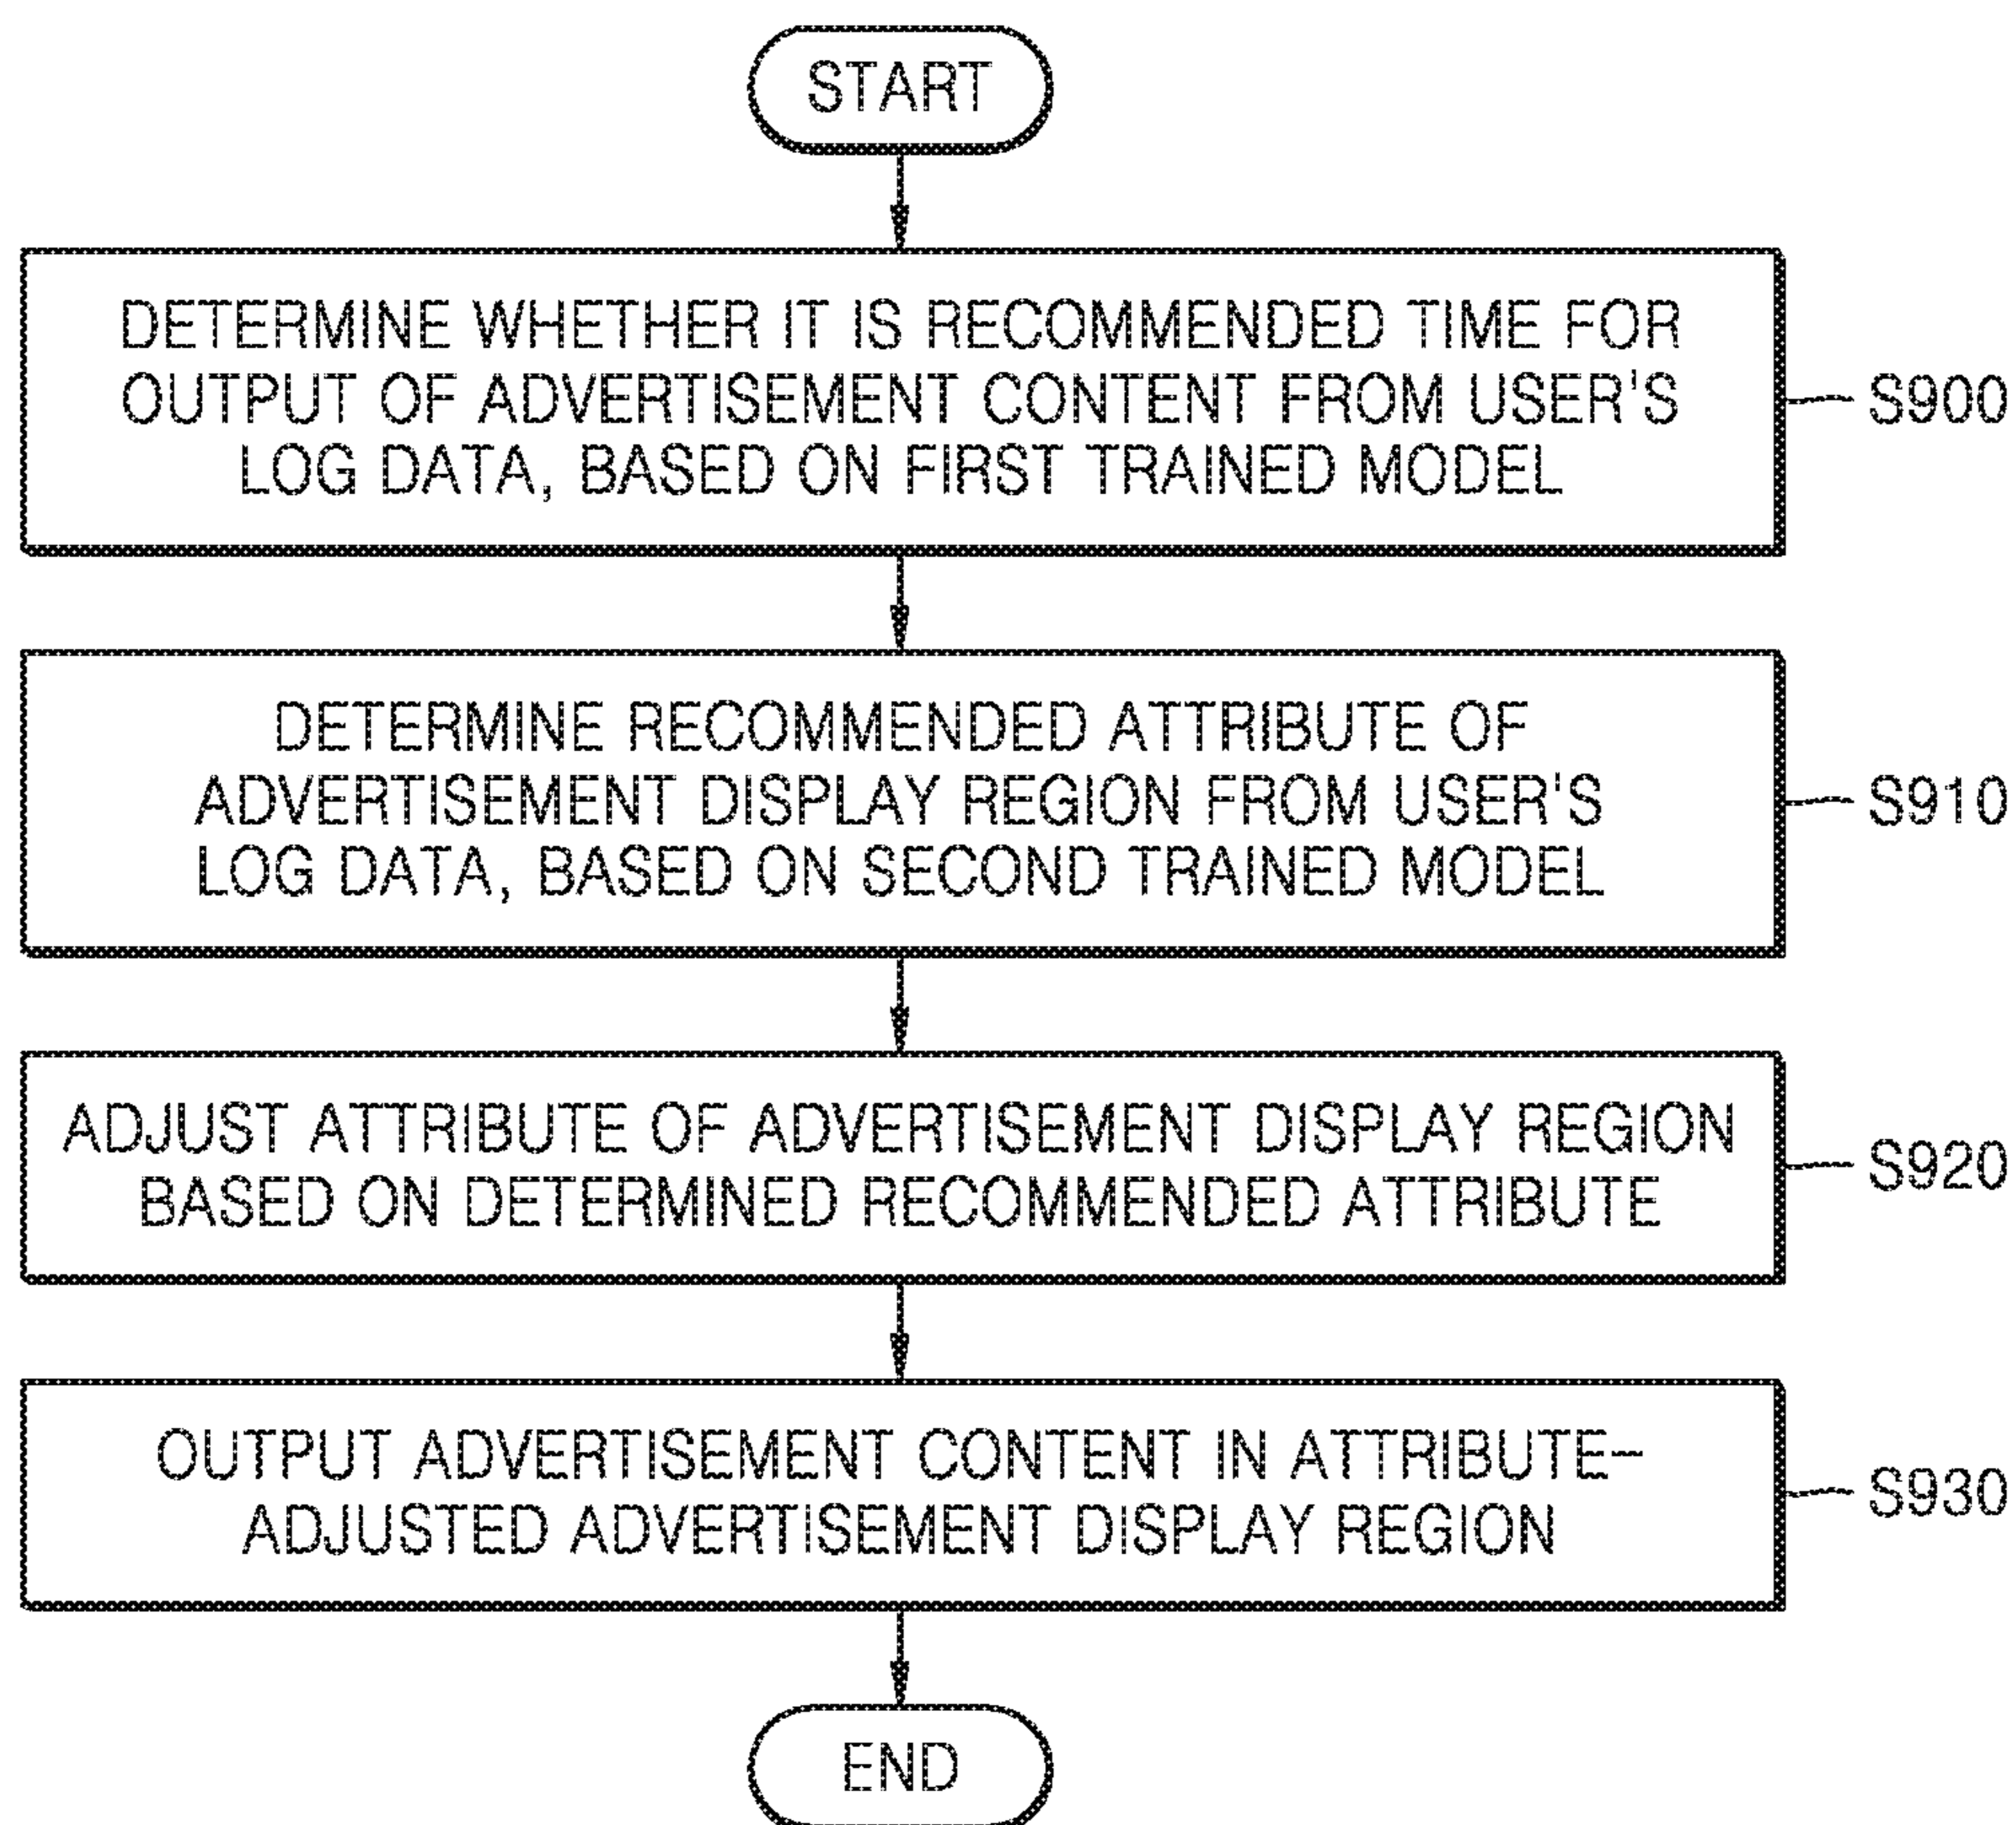 START
DETERMINE WHETHER IT IS RECOMMENDED TIME FOR
OUTPUT OF ADVERTISEMENT CONTENT FROM USER'S
LOG DATA, BASED ON FIRST TRAINED MODEL
S900
DETERMINE RECOMMENDED ATTRIBUTE OF
ADVERTISEMENT DISPLAY REGION FROM USER'S
LOG DATA, BASED ON SECOND TRAINED MODEL
S910
ADJUST ATTRIBUTE OF ADVERTISEMENT DISPLAY REGION
BASED ON DETERMINED RECOMMENDED ATTRIBUTE
S920
OUTPUT ADVERTISEMENT CONTENT IN ATTRIBUTE-
ADJUSTED ADVERTISEMENT DISPLAY REGION
S930
END